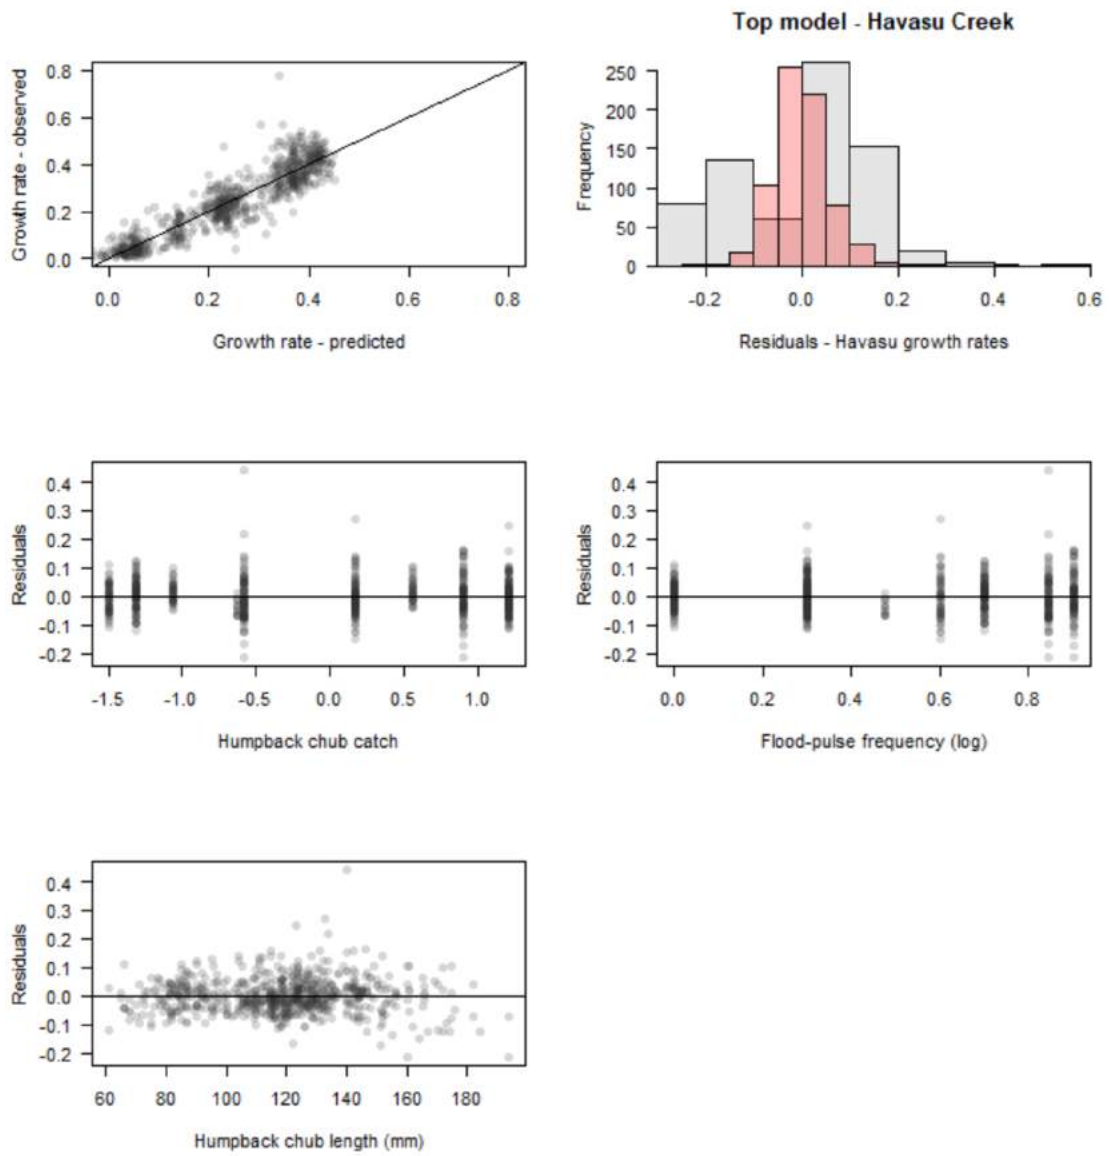 Top model - Havasu Creek
Growth rate - observed
0.8
0.6
0.4
0.2
0.0
0.0 0.2 0.4 0.6 0.8
Growth rate - predicted
Frequency
250
200
150
100
50
0
-0.2 0.0 0.2 0.4 0.6
Residuals - Havasu growth rates
Residuals
0.4
0.3
0.2
0.1
0.0
-0.1
-0.2
-1.5 -1.0 -0.5 0.0 0.5 1.0
Humpback chub catch
Residuals
0.4
0.3
0.2
0.1
0.0
-0.1
-0.2
0.0 0.2 0.4 0.6 0.8
Flood-pulse frequency (log)
Residuals
0.4
0.3
0.2
0.1
0.0
-0.1
-0.2
60 80 100 120 140 160 180
Humpback chub length (mm)